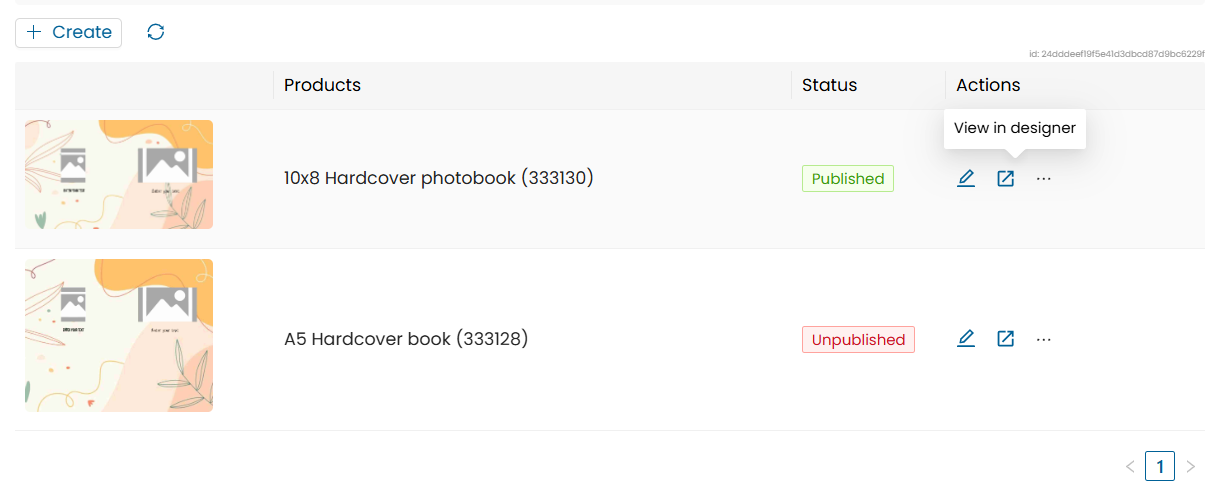 Create
id: 24dddeef19f5e41d3dbcd87d9bc6229f
Products Status Actions
View in designer
10x8 Hardcover photobook (333130) Published
A5 Hardcover book (333128) Unpublished
1